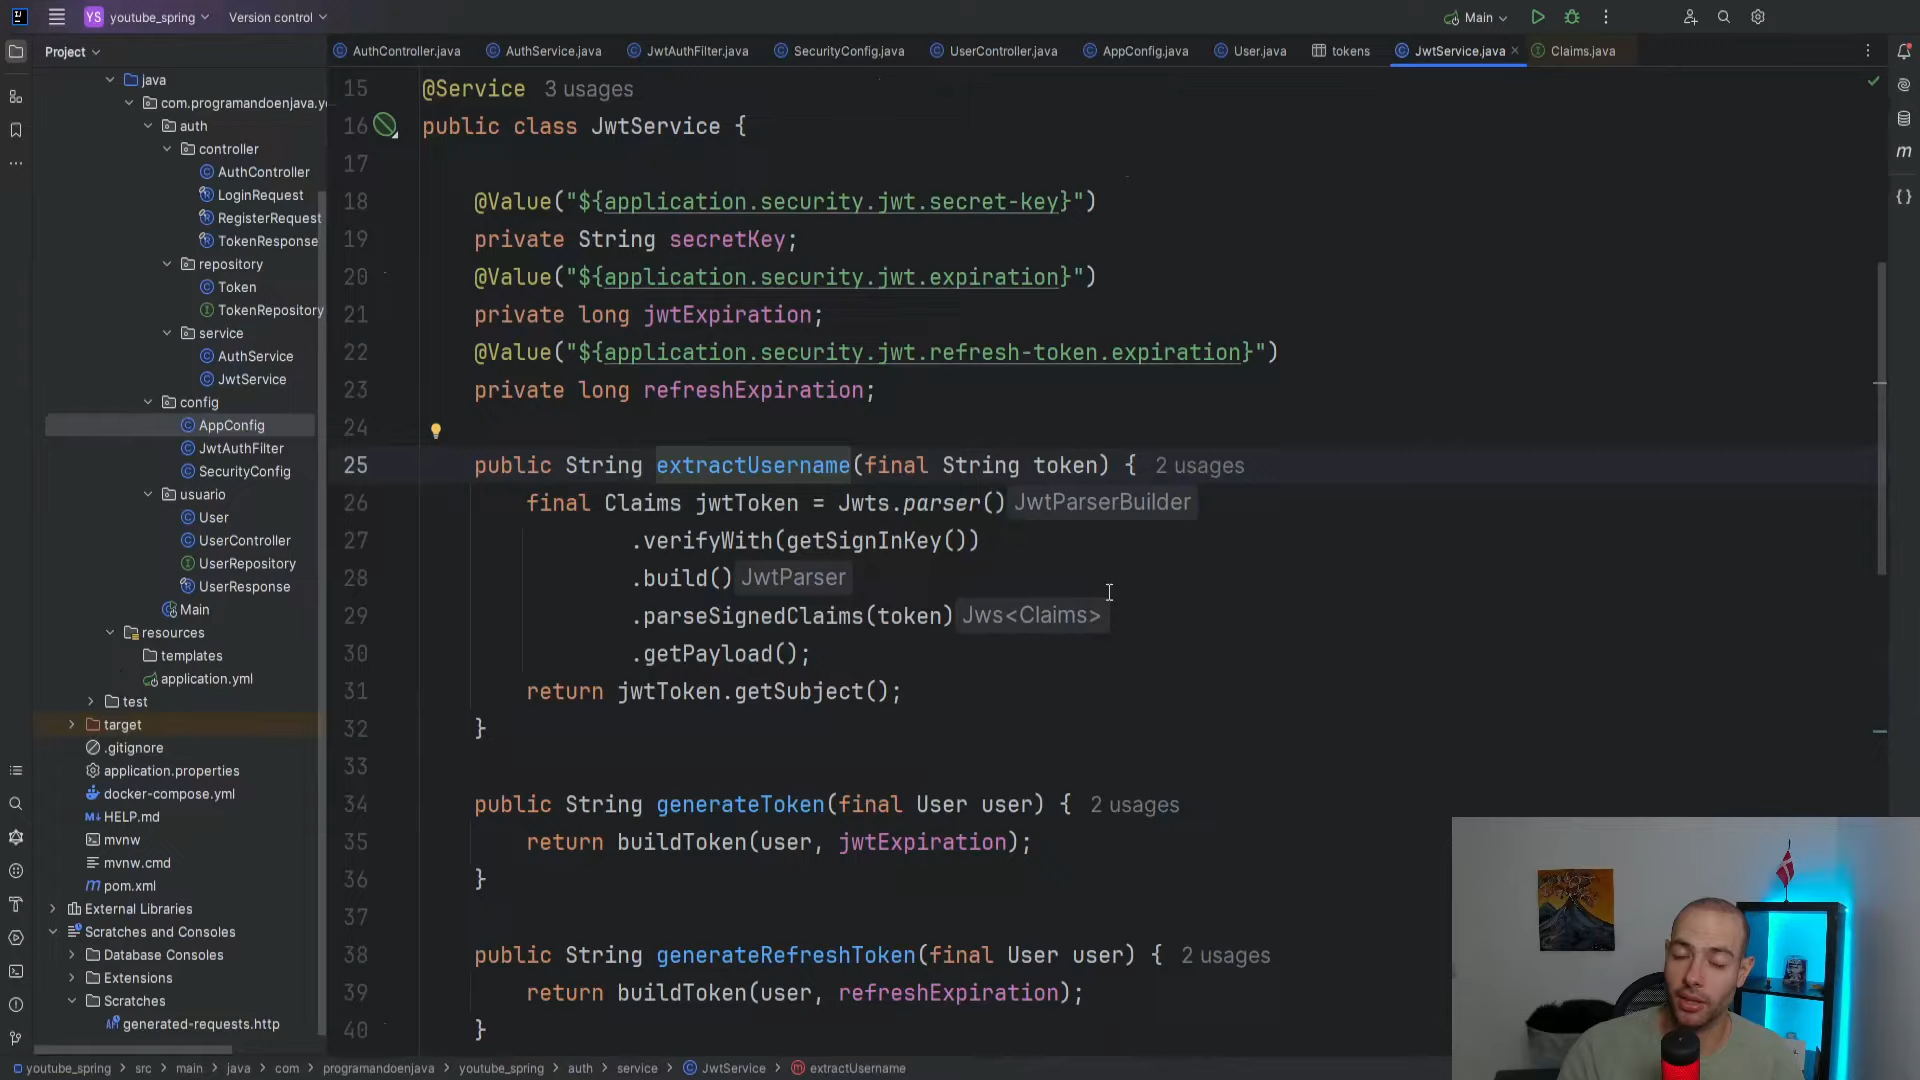 YS youtube_spring
Version control
Main
Project
AuthController.java
AuthService.java
JwtAuthFilter.java
SecurityConfig.java
UserController.java
AppConfig.java
User.java
tokens
JwtService.java
Claims.java
java
com.programandoenjava.yo
auth
controller
AuthController
LoginRequest
RegisterRequest
TokenResponse
repository
Token
TokenRepository
service
AuthService
JwtService
config
AppConfig
JwtAuthFilter
SecurityConfig
usuario
User
UserController
UserRepository
UserResponse
Main
resources
templates
application.yml
test
target
.gitignore
application.properties
docker-compose.yml
HELP.md
mvnw
mvnw.cmd
pom.xml
External Libraries
Scratches and Consoles
Database Consoles
Extensions
Scratches
generated-requests.http
15 @Service 3 usages
16 public class JwtService {
17
18 @Value("${application.security.jwt.secret-key}")
19 private String secretKey;
20 @Value("${application.security.jwt.expiration}")
21 private long jwtExpiration;
22 @Value("${application.security.jwt.refresh-token.expiration}")
23 private long refreshExpiration;
24
25 public String extractUsername(final String token) { 2 usages
26 final Claims jwtToken = Jwts.parser() JwtParserBuilder
27 .verifyWith(getSignInKey())
28 .build() JwtParser
29 .parseSignedClaims(token) Jws<Claims>
30 .getPayload();
31 return jwtToken.getSubject();
32 }
33
34 public String generateToken(final User user) { 2 usages
35 return buildToken(user, jwtExpiration);
36 }
37
38 public String generateRefreshToken(final User user) { 2 usages
39 return buildToken(user, refreshExpiration);
40 }
youtube_spring > src > main > java > com > programandoenjava > youtube_spring > auth > service > JwtService > extractUsername